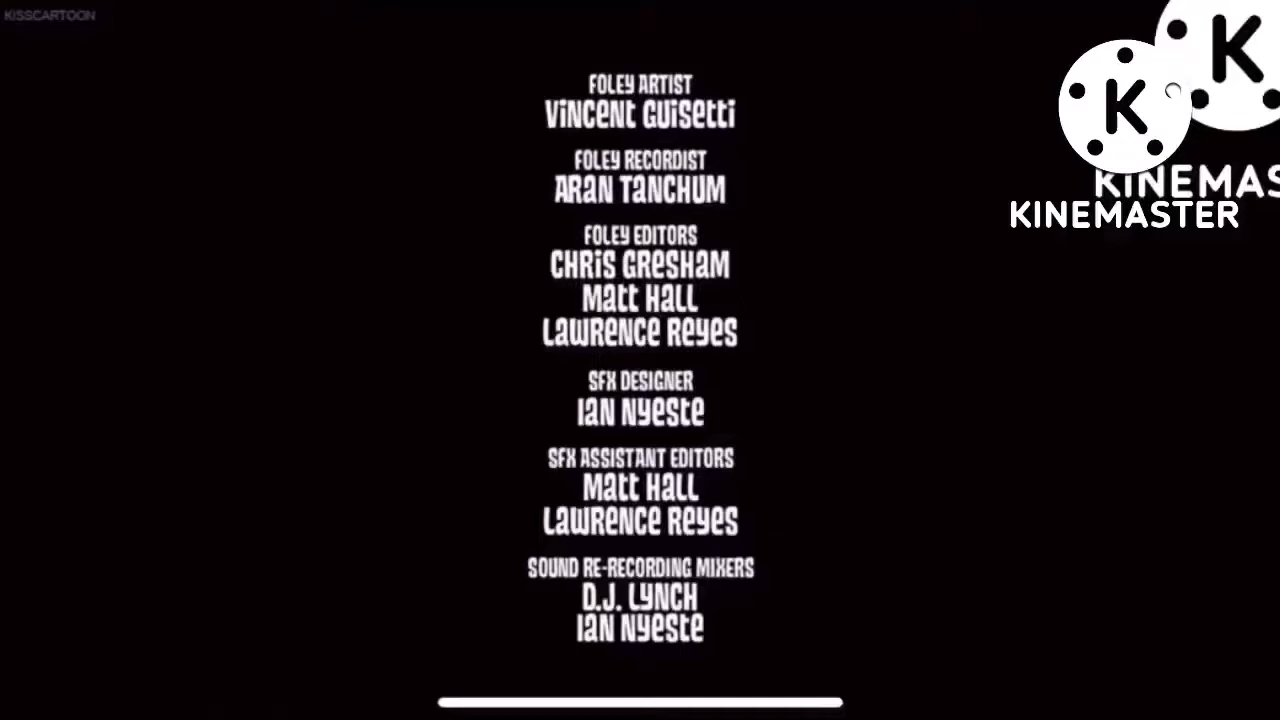 KISSCARTOON
FOLEY ARTIST
VINCENT GUISETTI
FOLEY RECORDIST
ARAN TANCHUM
FOLEY EDITORS
CHRIS GRESHAM
MATT HALL
LAWRENCE REYES
SFX DESIGNER
IAN NYESTE
SFX ASSISTANT EDITORS
MATT HALL
LAWRENCE REYES
SOUND RE-RECORDING MIXERS
D.J. LYNCH
IAN NYESTE
K
K
KINEMAS
KINEMASTER